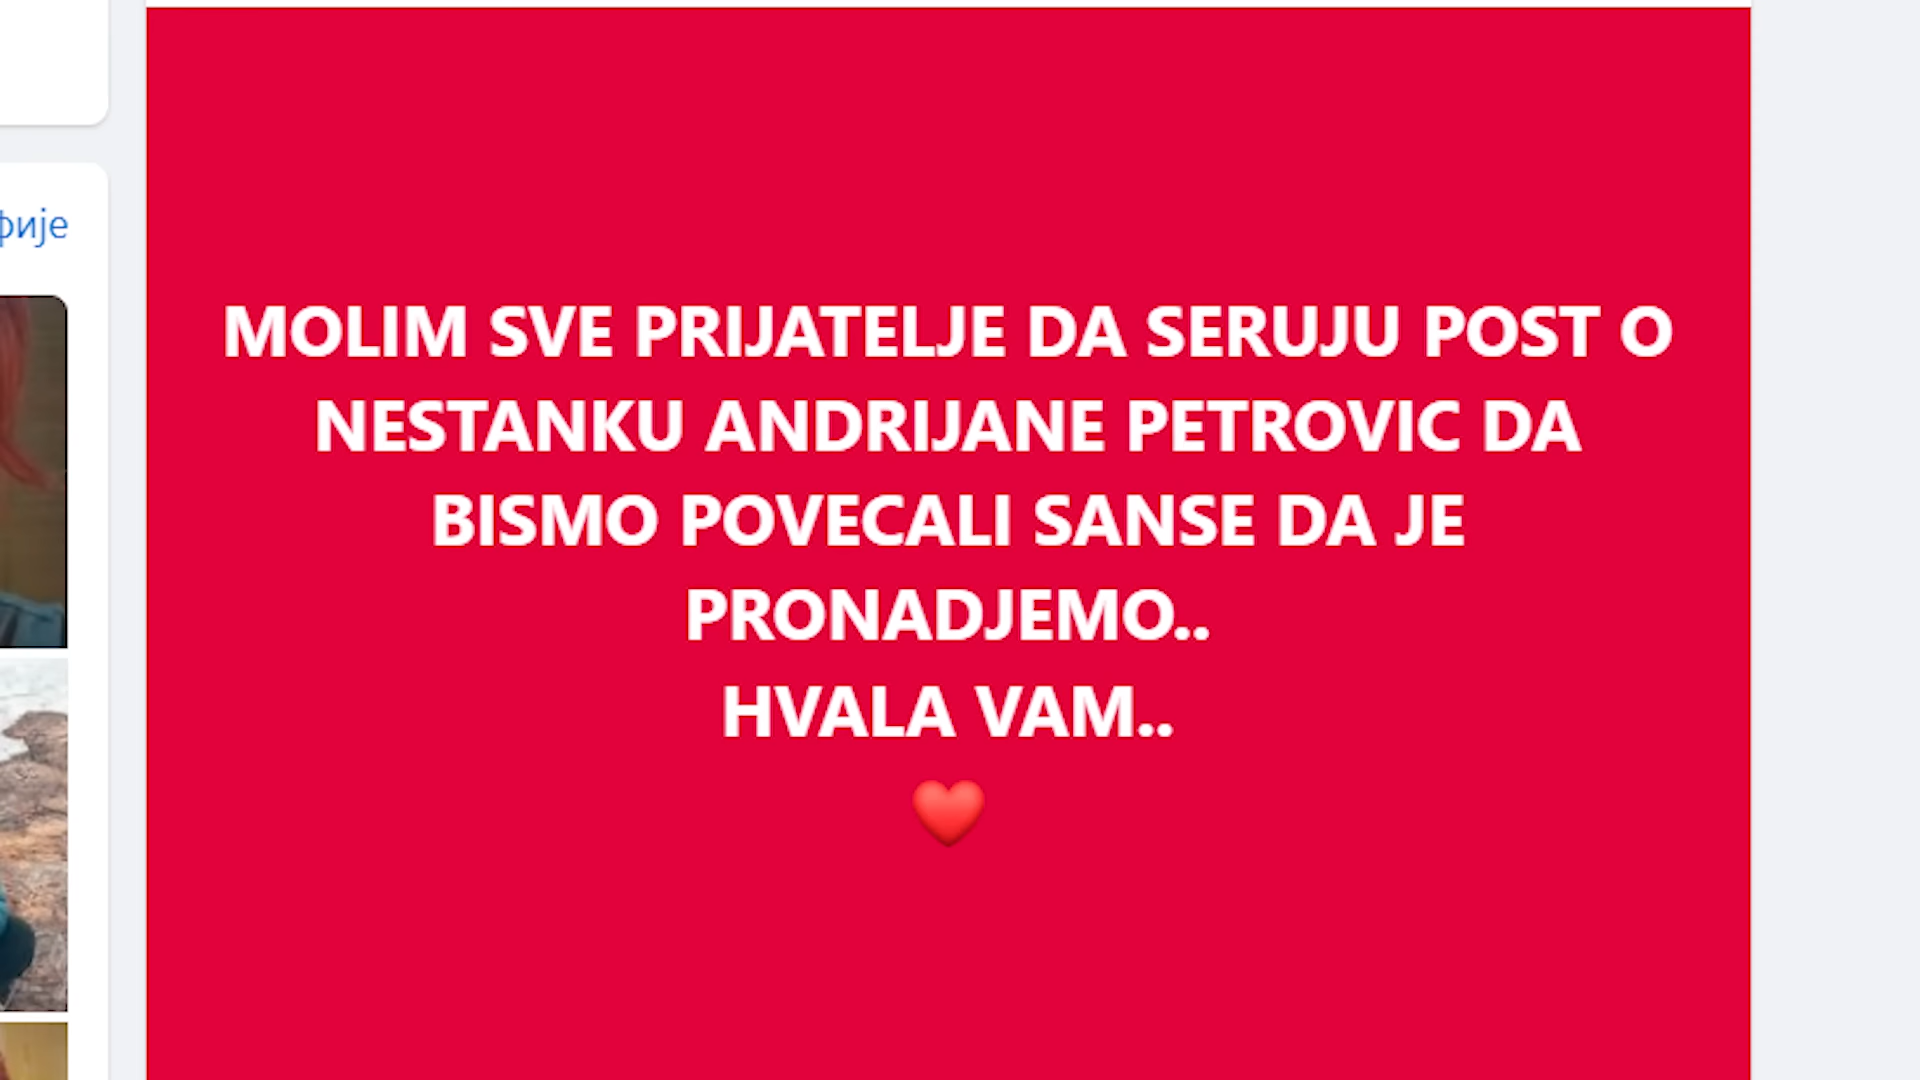 фије
MOLIM SVE PRIJATELJE DA SERUJU POST O
NESTANKU ANDRIJANE PETROVIC DA
BISMO POVECALI SANSE DA JE
PRONADJEMO..
HVALA VAM..
❤️